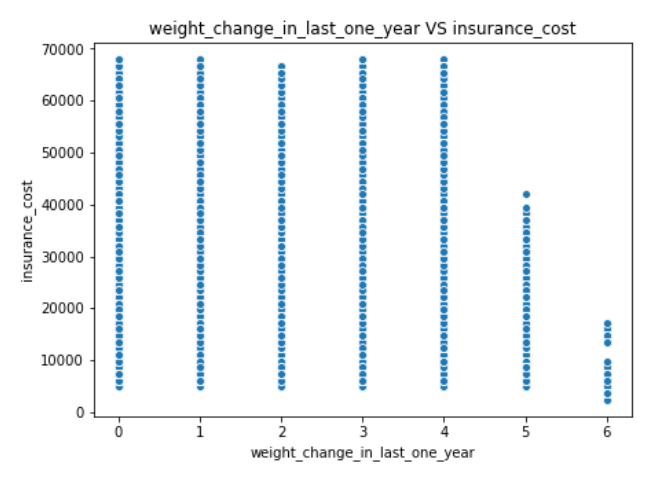 weight_change_in_last_one_year VS insurance_cost
70000
60000
50000
40000
30000
20000
10000
0
insurance_cost
0 1 2 3 4 5 6
weight_change_in_last_one_year